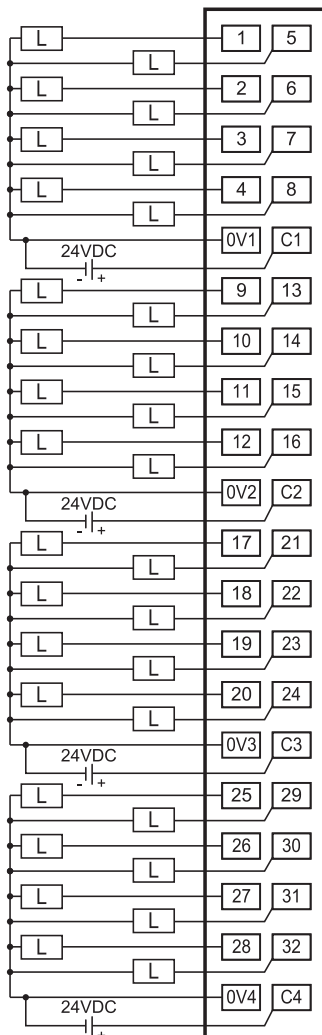 L 1 5
L
L 2 6
L
L 3 7
L
L 4 8
L
0V1 C1
24VDC
- +
L 9 13
L
L 10 14
L
L 11 15
L
L 12 16
L
0V2 C2
24VDC
- +
L 17 21
L
L 18 22
L
L 19 23
L
L 20 24
L
0V3 C3
24VDC
- +
L 25 29
L
L 26 30
L
L 27 31
L
L 28 32
L
0V4 C4
24VDC
- +